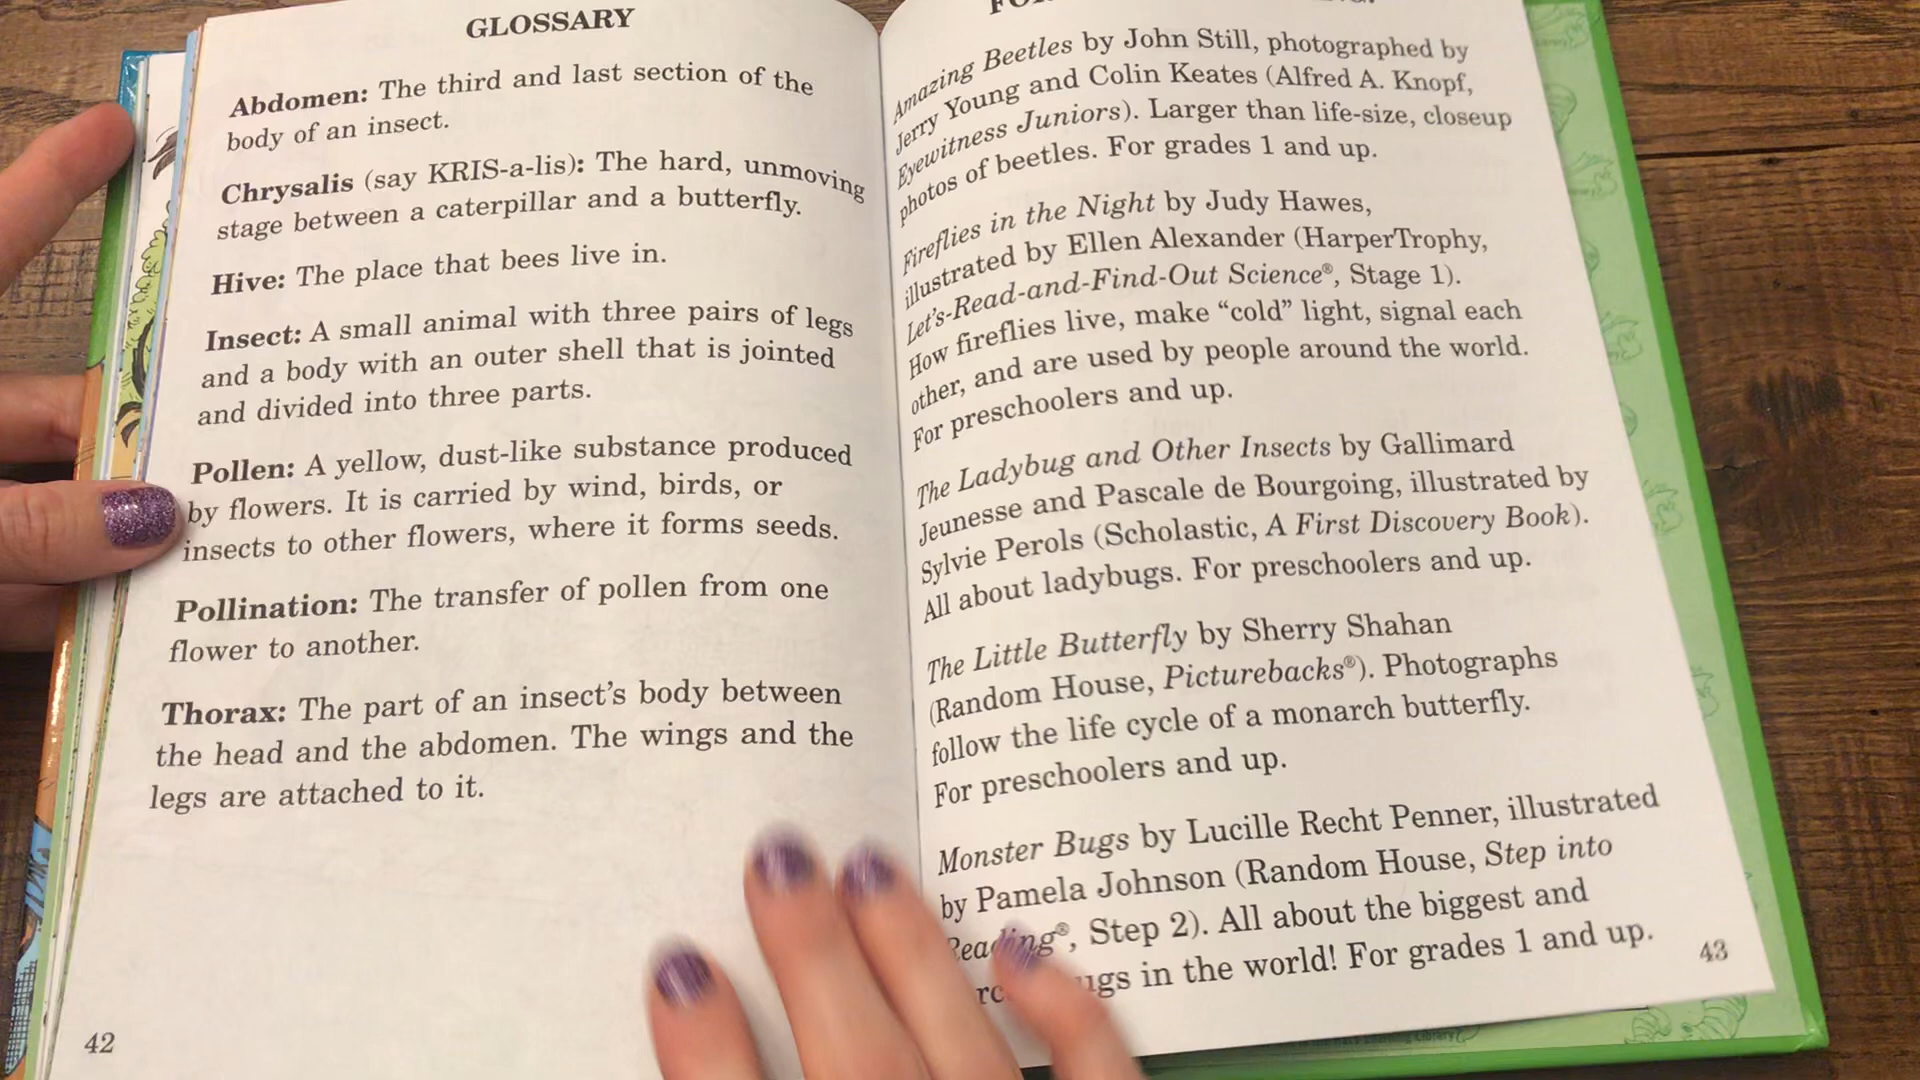 GLOSSARY
Abdomen: The third and last section of the
body of an insect.
Chrysalis (say KRIS-a-lis): The hard, unmoving
stage between a caterpillar and a butterfly.
Hive: The place that bees live in.
Insect: A small animal with three pairs of legs
and a body with an outer shell that is jointed
and divided into three parts.
Pollen: A yellow, dust-like substance produced
by flowers. It is carried by wind, birds, or
insects to other flowers, where it forms seeds.
Pollination: The transfer of pollen from one
flower to another.
Thorax: The part of an insect's body between
the head and the abdomen. The wings and the
legs are attached to it.
42
Amazing Beetles by John Still, photographed by
Jerry Young and Colin Keates (Alfred A. Knopf,
Eyewitness Juniors). Larger than life-size, closeup
photos of beetles. For grades 1 and up.
Fireflies in the Night by Judy Hawes,
illustrated by Ellen Alexander (HarperTrophy,
Let's-Read-and-Find-Out Science®, Stage 1).
How fireflies live, make “cold” light, signal each
other, and are used by people around the world.
For preschoolers and up.
The Ladybug and Other Insects by Gallimard
Jeunesse and Pascale de Bourgoing, illustrated by
Sylvie Perols (Scholastic, A First Discovery Book).
All about ladybugs. For preschoolers and up.
The Little Butterfly by Sherry Shahan
(Random House, Picturebacks®). Photographs
follow the life cycle of a monarch butterfly.
For preschoolers and up.
Monster Bugs by Lucille Recht Penner, illustrated
by Pamela Johnson (Random House, Step into
Reading®, Step 2). All about the biggest and
in the world! For grades 1 and up.
43